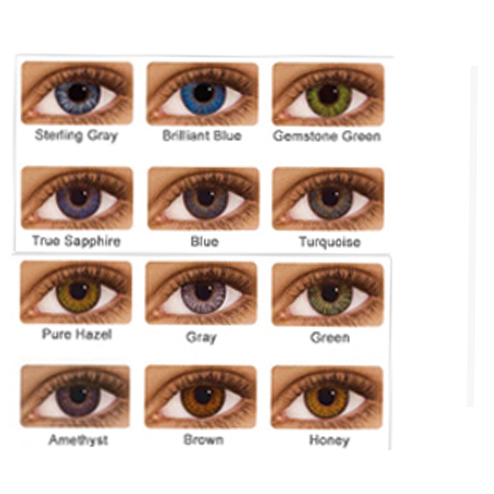 Sterling Gray Brilliant Blue Gemstone Green
True Sapphire Blue Turquoise
Pure Hazel Gray Green
Amethyst Brown Honey